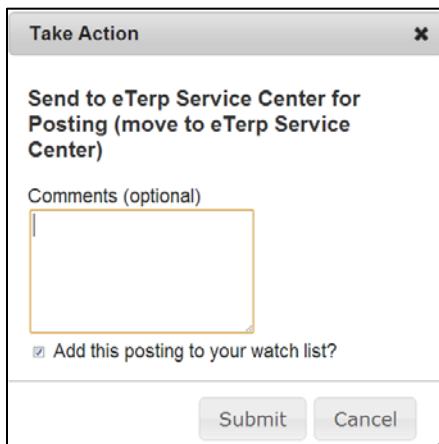 Take Action
Send to eTerp Service Center for
Posting (move to eTerp Service
Center)
Comments (optional)
Add this posting to your watch list?
Submit Cancel